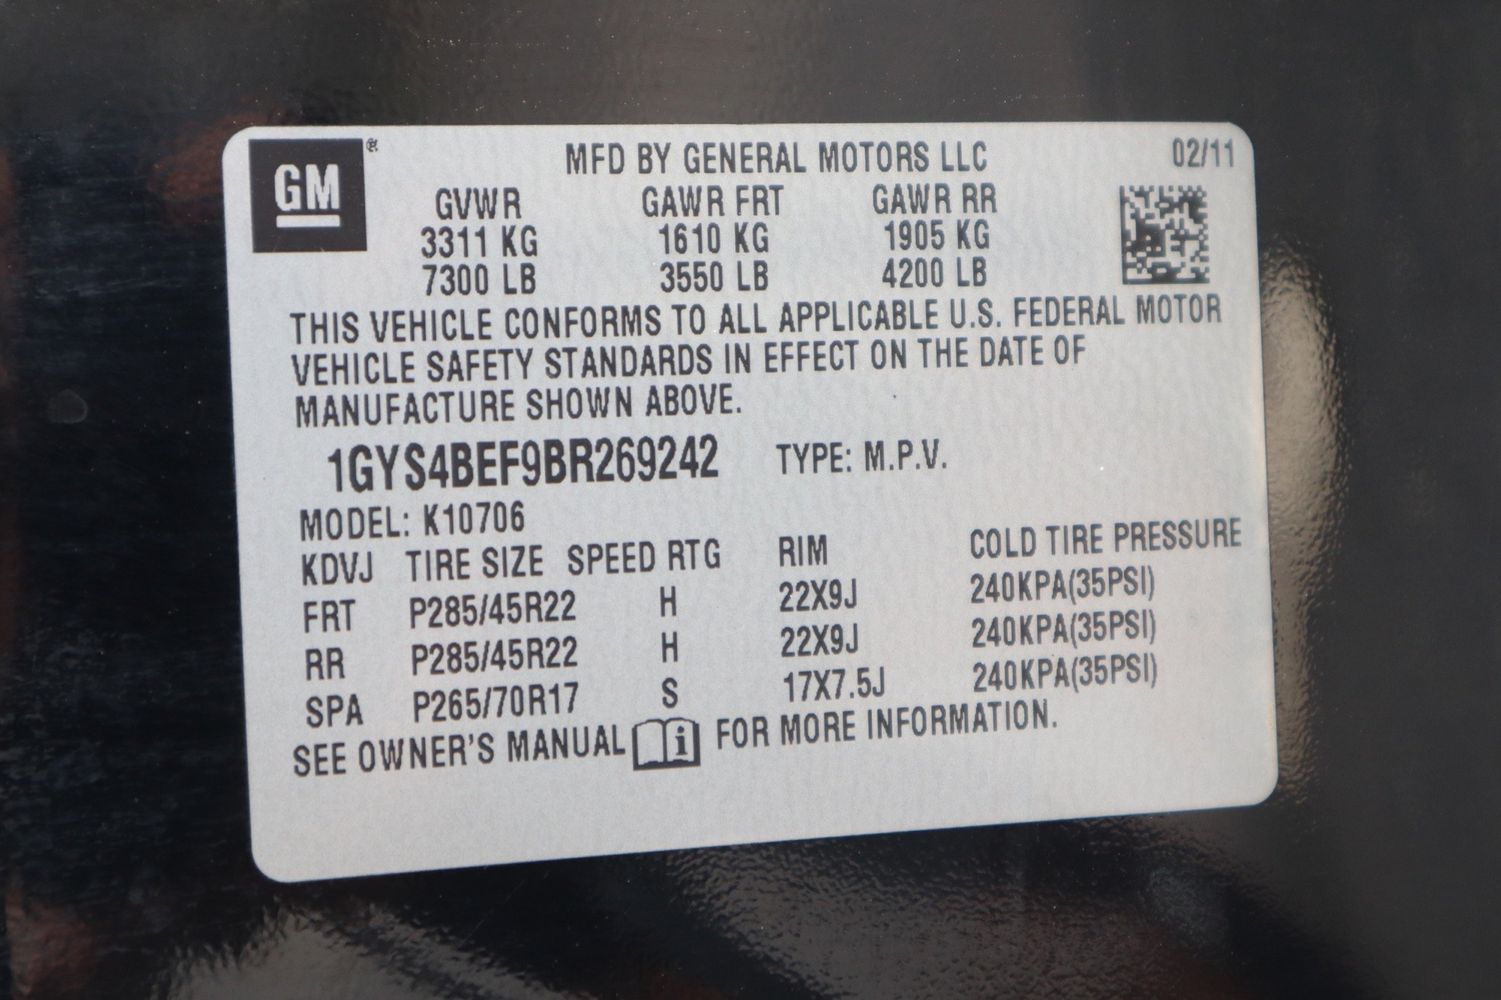 GM
MFD BY GENERAL MOTORS LLC 02/11
GVWR GAWR FRT GAWR RR
3311 KG 1610 KG 1905 KG
7300 LB 3550 LB 4200 LB
THIS VEHICLE CONFORMS TO ALL APPLICABLE U.S. FEDERAL MOTOR
VEHICLE SAFETY STANDARDS IN EFFECT ON THE DATE OF
MANUFACTURE SHOWN ABOVE.
1GYS4BEF9BR269242 TYPE: M.P.V.
MODEL: K10706
KDVJ TIRE SIZE SPEED RTG RIM COLD TIRE PRESSURE
FRT P285/45R22 H 22X9J 240KPA(35PSI)
RR P285/45R22 H 22X9J 240KPA(35PSI)
SPA P265/70R17 S 17X7.5J 240KPA(35PSI)
SEE OWNER'S MANUAL i FOR MORE INFORMATION.